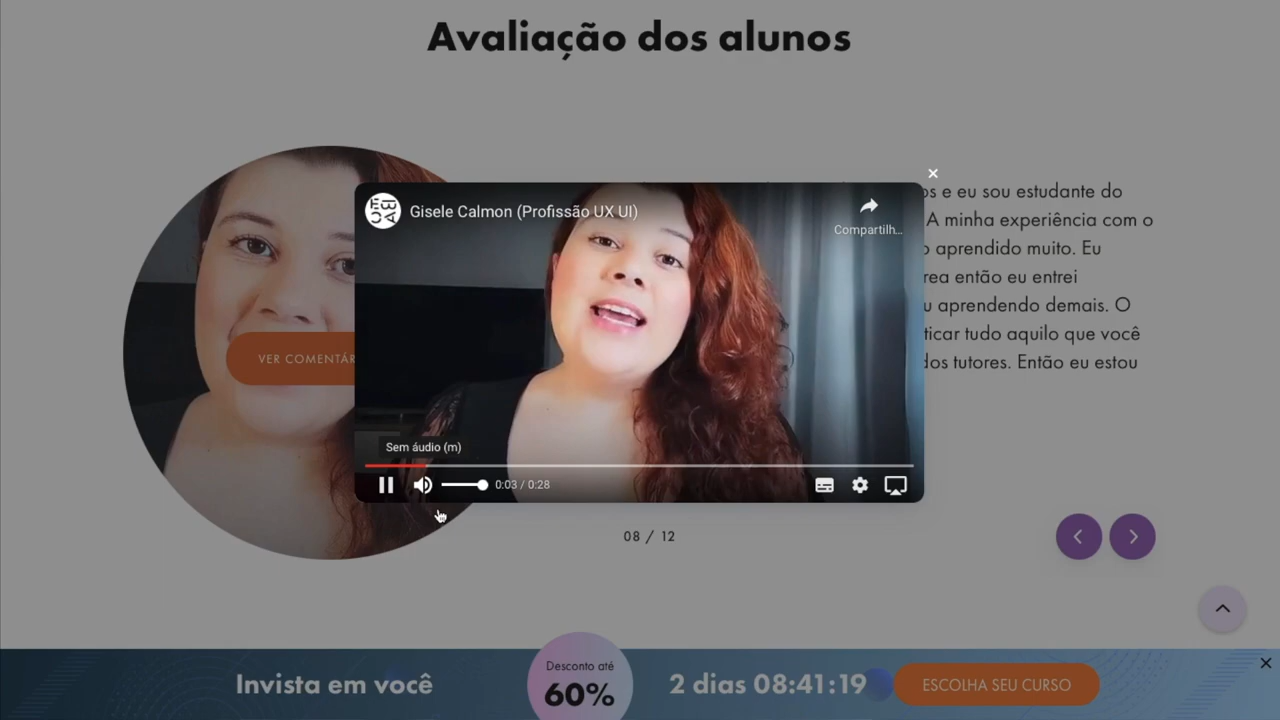 Avaliação dos alunos
Gisele Calmon (Profissão UX UI)
Compartilh...
s e eu sou estudante do
A minha experiência com o
o aprendido muito. Eu
rea então eu entrei
u aprendendo demais. O
ticar tudo aquilo que você
dos tutores. Então eu estou
VER COMENTÁR
Sem áudio (m)
0:03 / 0:28
08 / 12
Invista em você
Desconto até
60%
2 dias 08:41:19
ESCOLHA SEU CURSO